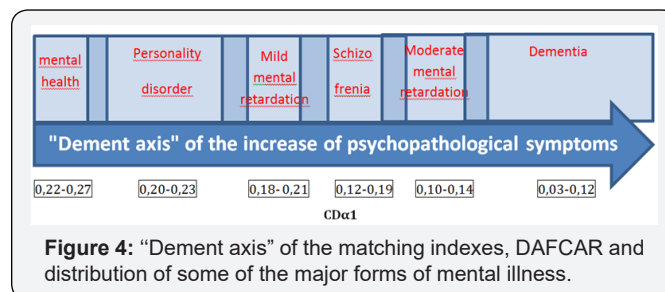 mental health
Personality disorder
Mild mental retardation
Schizo frenia
Moderate mental retardation
Dementia
"Dement axis" of the increase of psychopathological symptoms
0,22-0,27 0,20-0,23 0,18-0,21 0,12-0,19 0,10-0,14 0,03-0,12
CDα1
Figure 4: “Dement axis” of the matching indexes, DAFCAR and
distribution of some of the major forms of mental illness.